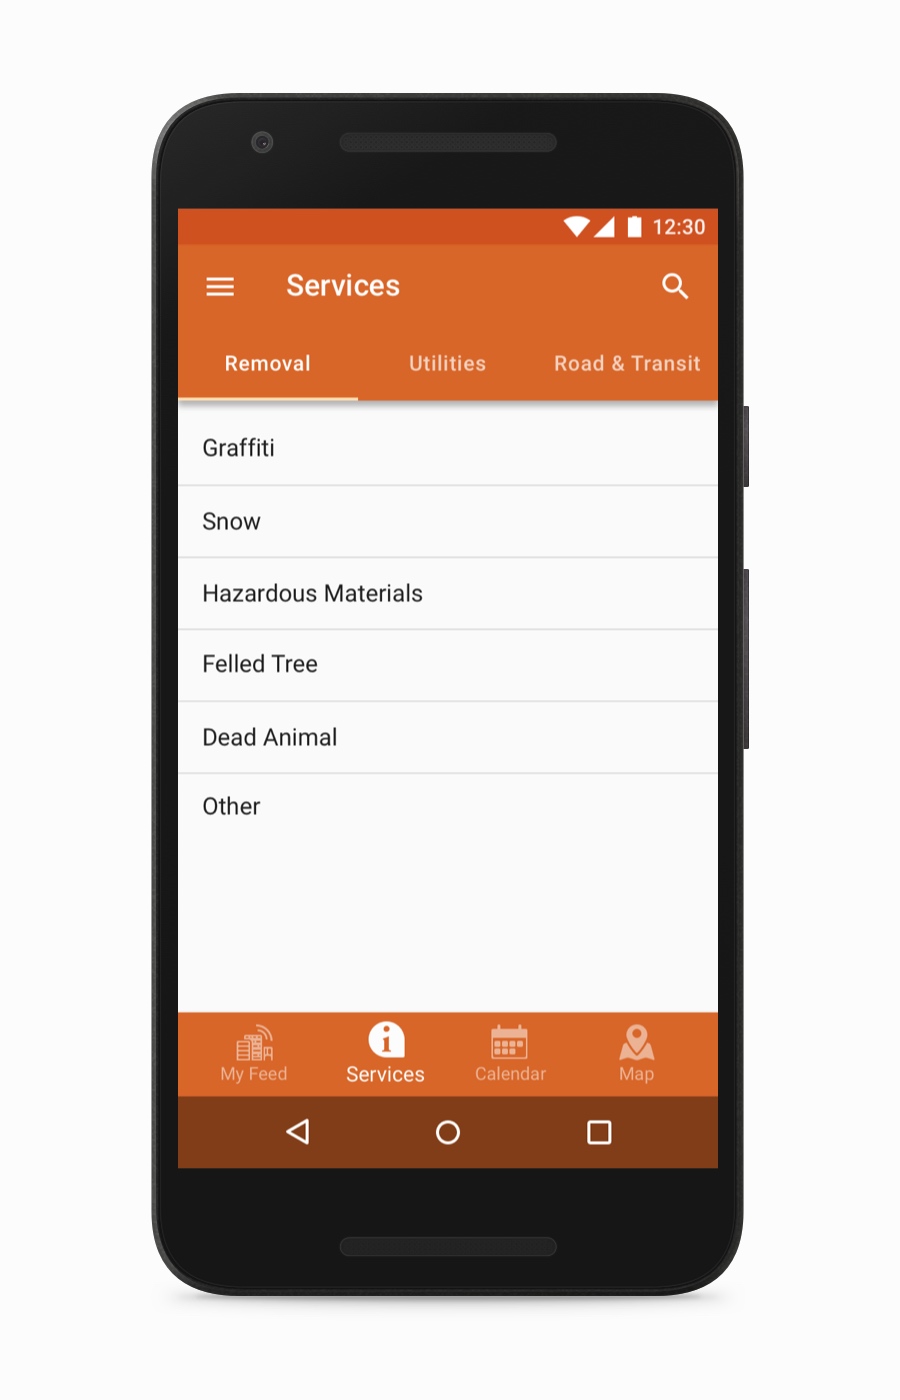 12:30
Services
Removal Utilities Road & Transit
Graffiti
Snow
Hazardous Materials
Felled Tree
Dead Animal
Other
My Feed Services Calendar Map